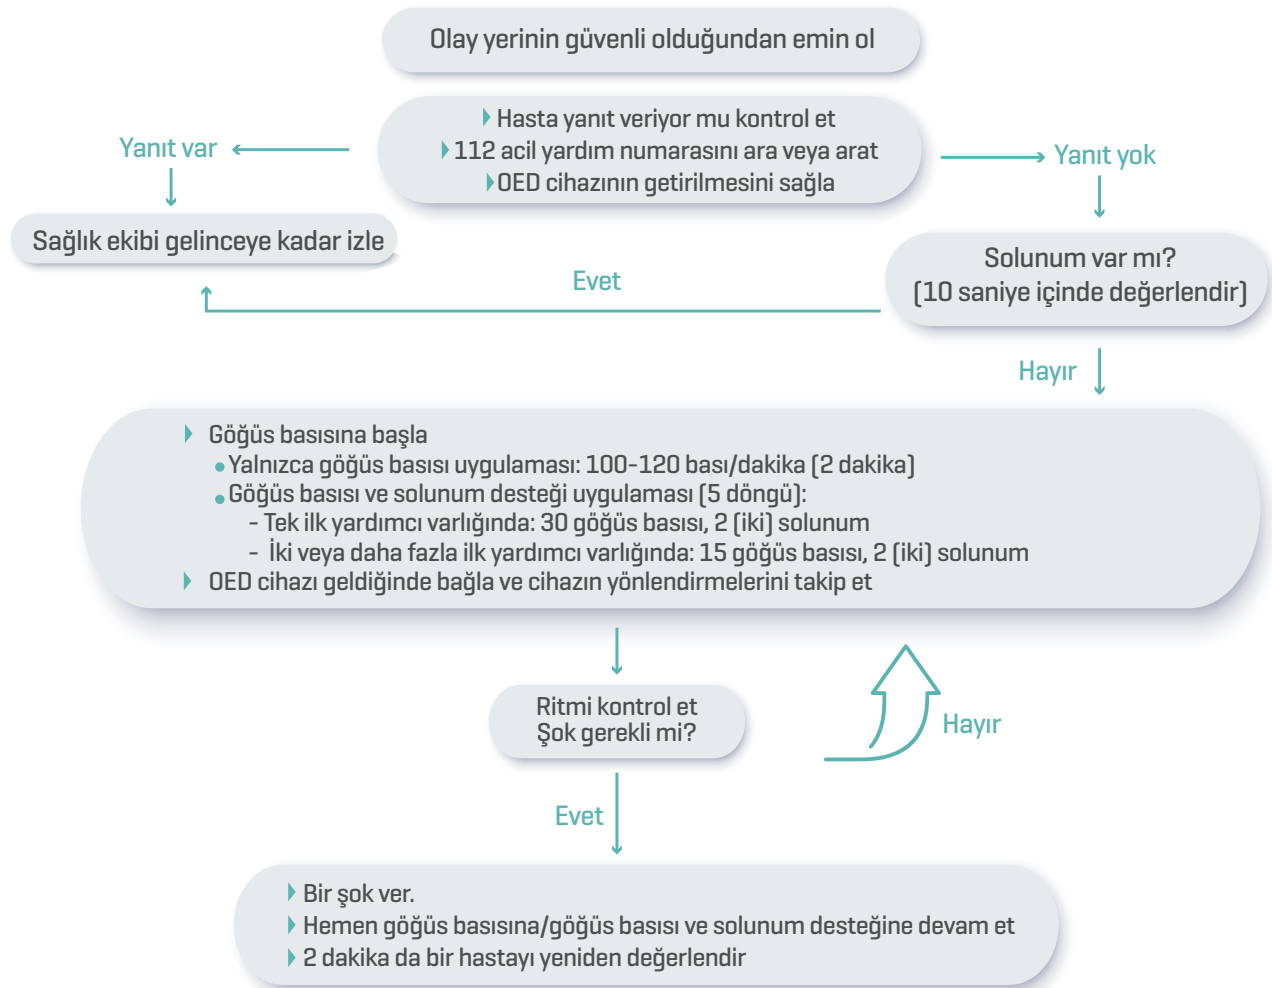 Olay yerinin güvenli olduğundan emin ol
Hasta yanıt veriyor mu kontrol et
112 acil yardım numarasını ara veya arat
OED cihazının getirilmesini sağla
Yanıt var
Yanıt yok
Sağlık ekibi gelinceye kadar izle
Solunum var mı?
(10 saniye içinde değerlendir)
Evet
Hayır
Göğüs basısına başla
Yalnızca göğüs basısı uygulaması: 100-120 bası/dakika (2 dakika)
Göğüs basısı ve solunum desteği uygulaması (5 döngü):
- Tek ilk yardımcı varlığında: 30 göğüs basısı, 2 (iki) solunum
- İki veya daha fazla ilk yardımcı varlığında: 15 göğüs basısı, 2 (iki) solunum
OED cihazı geldiğinde bağla ve cihazın yönlendirmelerini takip et
Ritmi kontrol et
Şok gerekli mi?
Hayır
Evet
Bir şok ver.
Hemen göğüs basısına/göğüs basısı ve solunum desteğine devam et
2 dakika da bir hastayı yeniden değerlendir